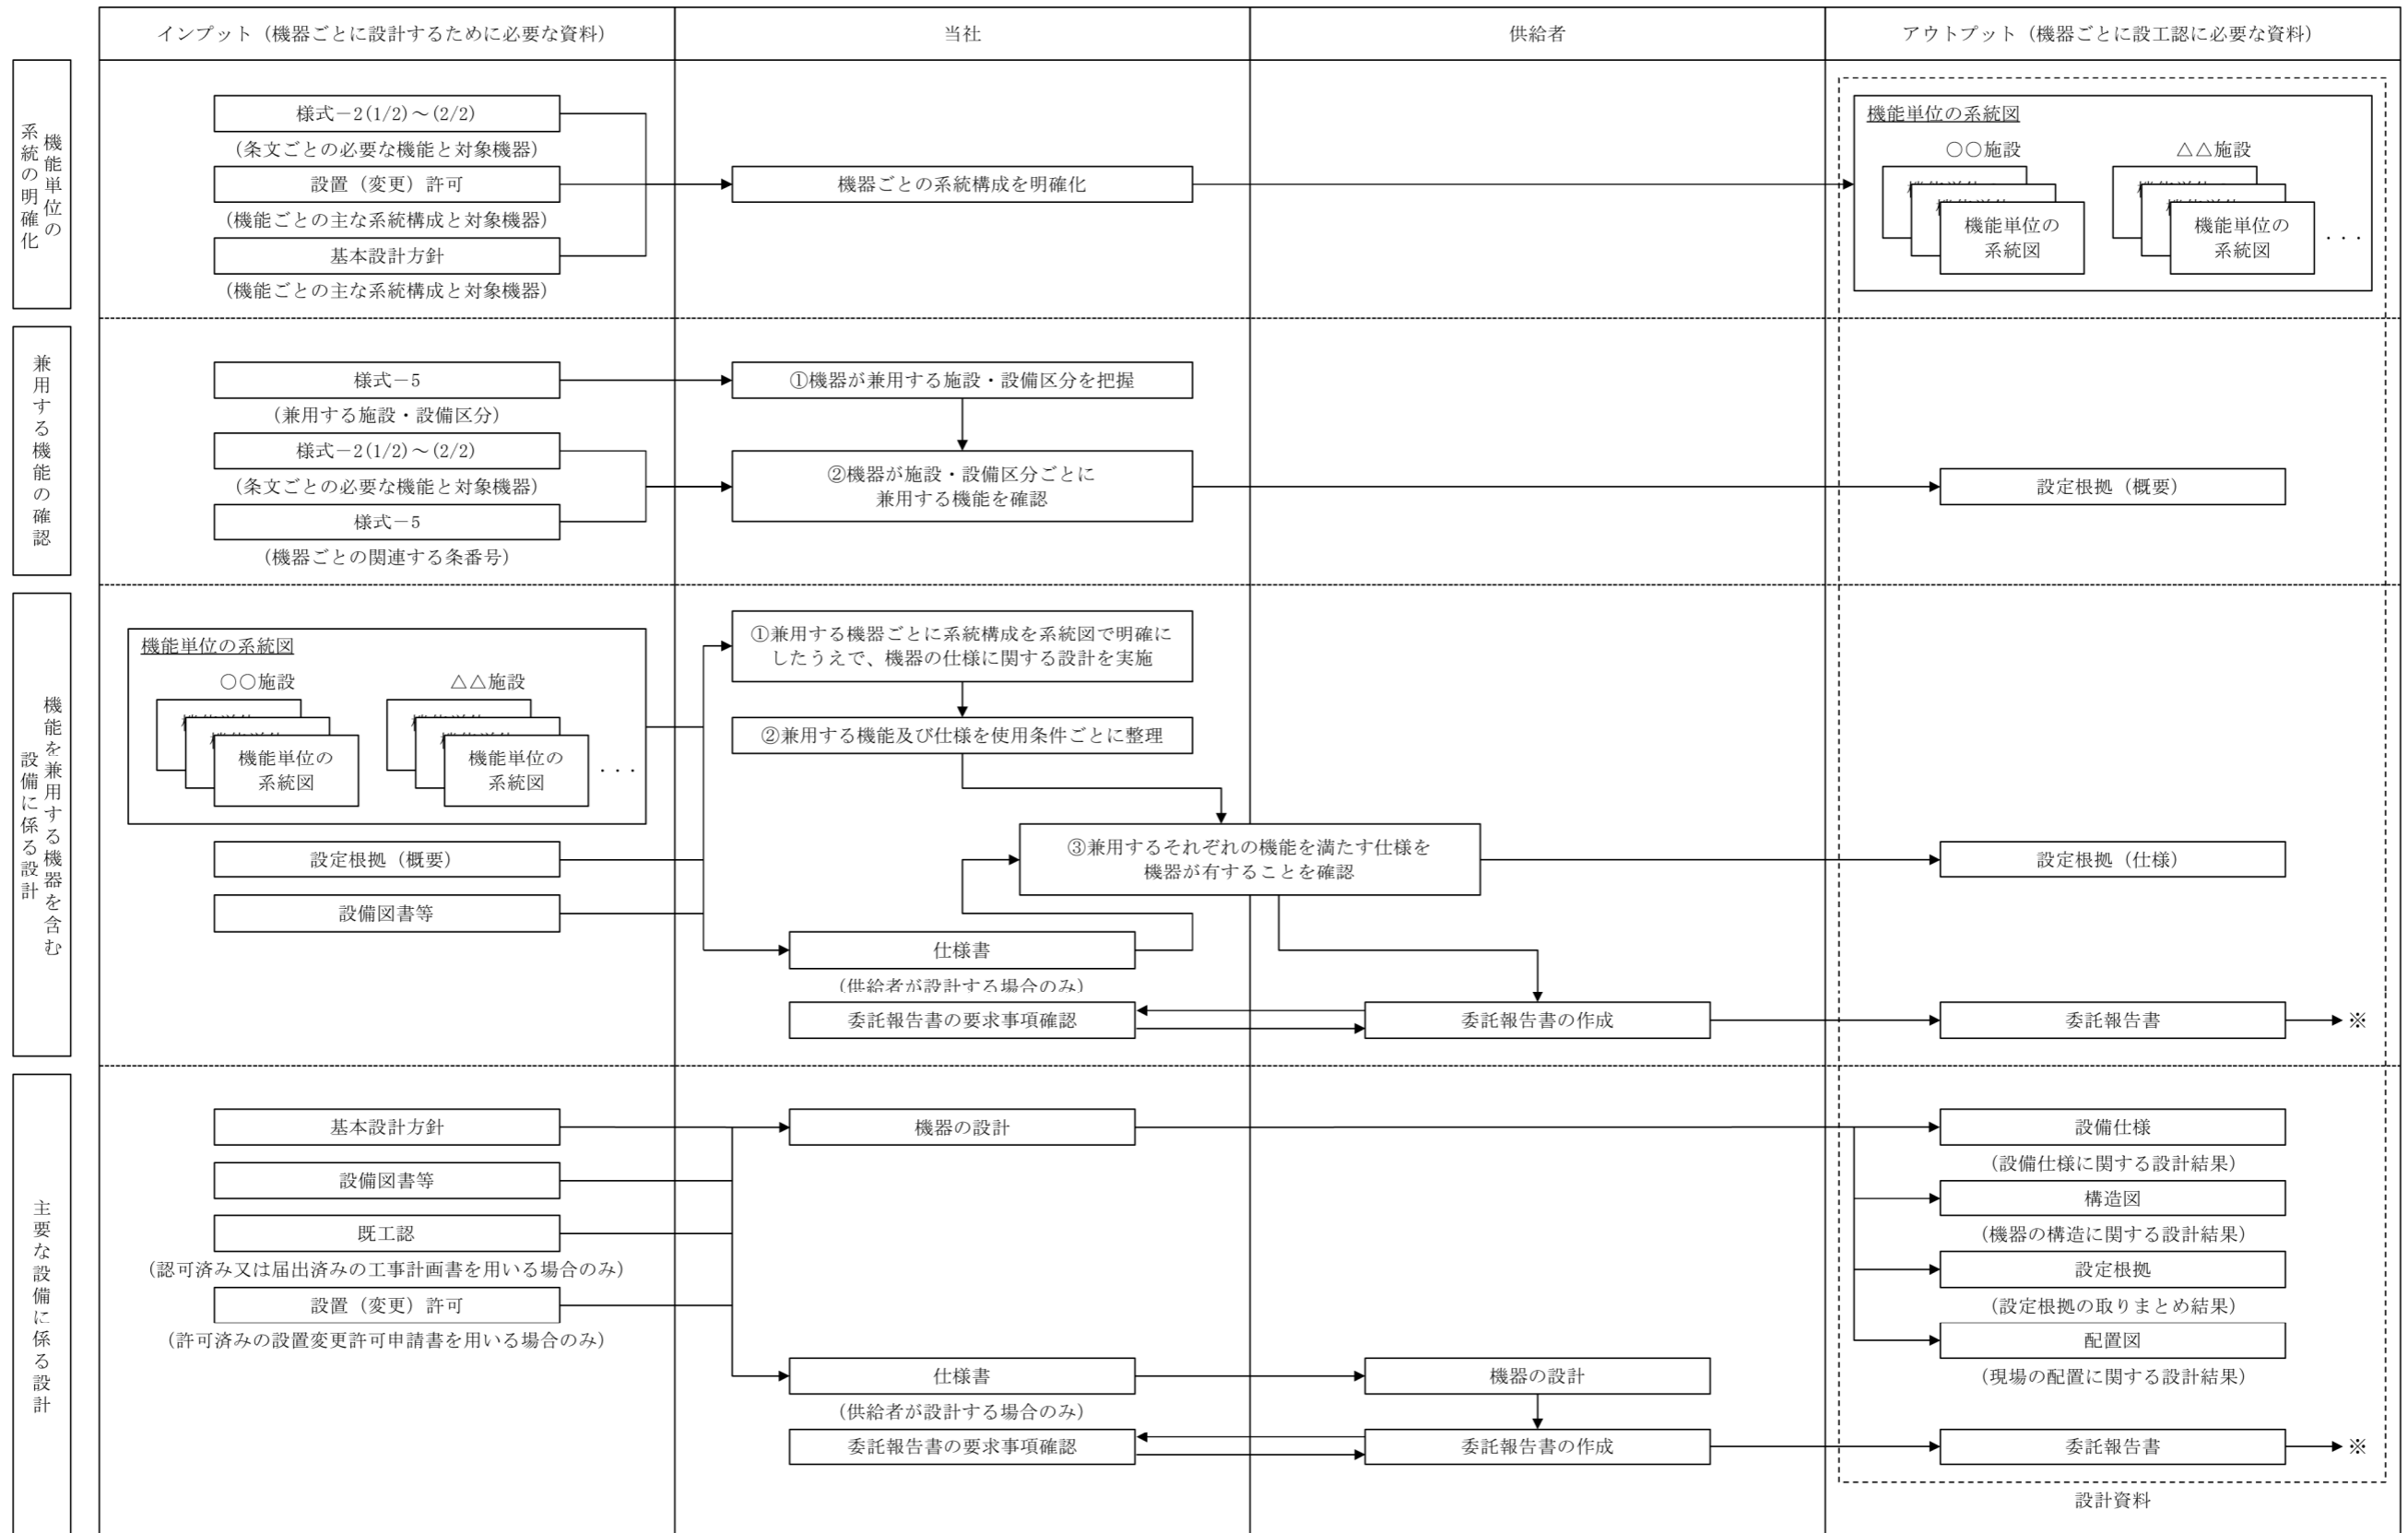 インプット（機器ごとに設計するために必要な資料）
当社
供給者
アウトプット（機器ごとに設工認に必要な資料）
機能単位の
系統の明確化
様式－2(1/2)～(2/2)
（条文ごとの必要な機能と対象機器）
設置（変更）許可
（機能ごとの主な系統構成と対象機器）
基本設計方針
（機能ごとの主な系統構成と対象機器）
機器ごとの系統構成を明確化
機能単位の系統図
○○施設
△△施設
機能単位の
系統図
機能単位の
系統図
・・・
兼用する機能の確認
様式－5
（兼用する施設・設備区分）
様式－2(1/2)～(2/2)
（条文ごとの必要な機能と対象機器）
様式－5
（機器ごとの関連する条番号）
①機器が兼用する施設・設備区分を把握
②機器が施設・設備区分ごとに
兼用する機能を確認
設定根拠（概要）
機能を兼用する機器を含む
設備に係る設計
機能単位の系統図
○○施設
△△施設
機能単位の
系統図
機能単位の
系統図
・・・
設定根拠（概要）
設備図書等
①兼用する機器ごとに系統構成を系統図で明確に
したうえで、機器の仕様に関する設計を実施
②兼用する機能及び仕様を使用条件ごとに整理
③兼用するそれぞれの機能を満たす仕様を
機器が有することを確認
仕様書
（供給者が設計する場合のみ）
委託報告書の要求事項確認
委託報告書の作成
設定根拠（仕様）
委託報告書
※
主要な設備に係る設計
基本設計方針
設備図書等
既工認
（認可済み又は届出済みの工事計画書を用いる場合のみ）
設置（変更）許可
（許可済みの設置変更許可申請書を用いる場合のみ）
機器の設計
仕様書
（供給者が設計する場合のみ）
委託報告書の要求事項確認
機器の設計
委託報告書の作成
設備仕様
（設備仕様に関する設計結果）
構造図
（機器の構造に関する設計結果）
設定根拠
（設定根拠の取りまとめ結果）
配置図
（現場の配置に関する設計結果）
委託報告書
※
設計資料